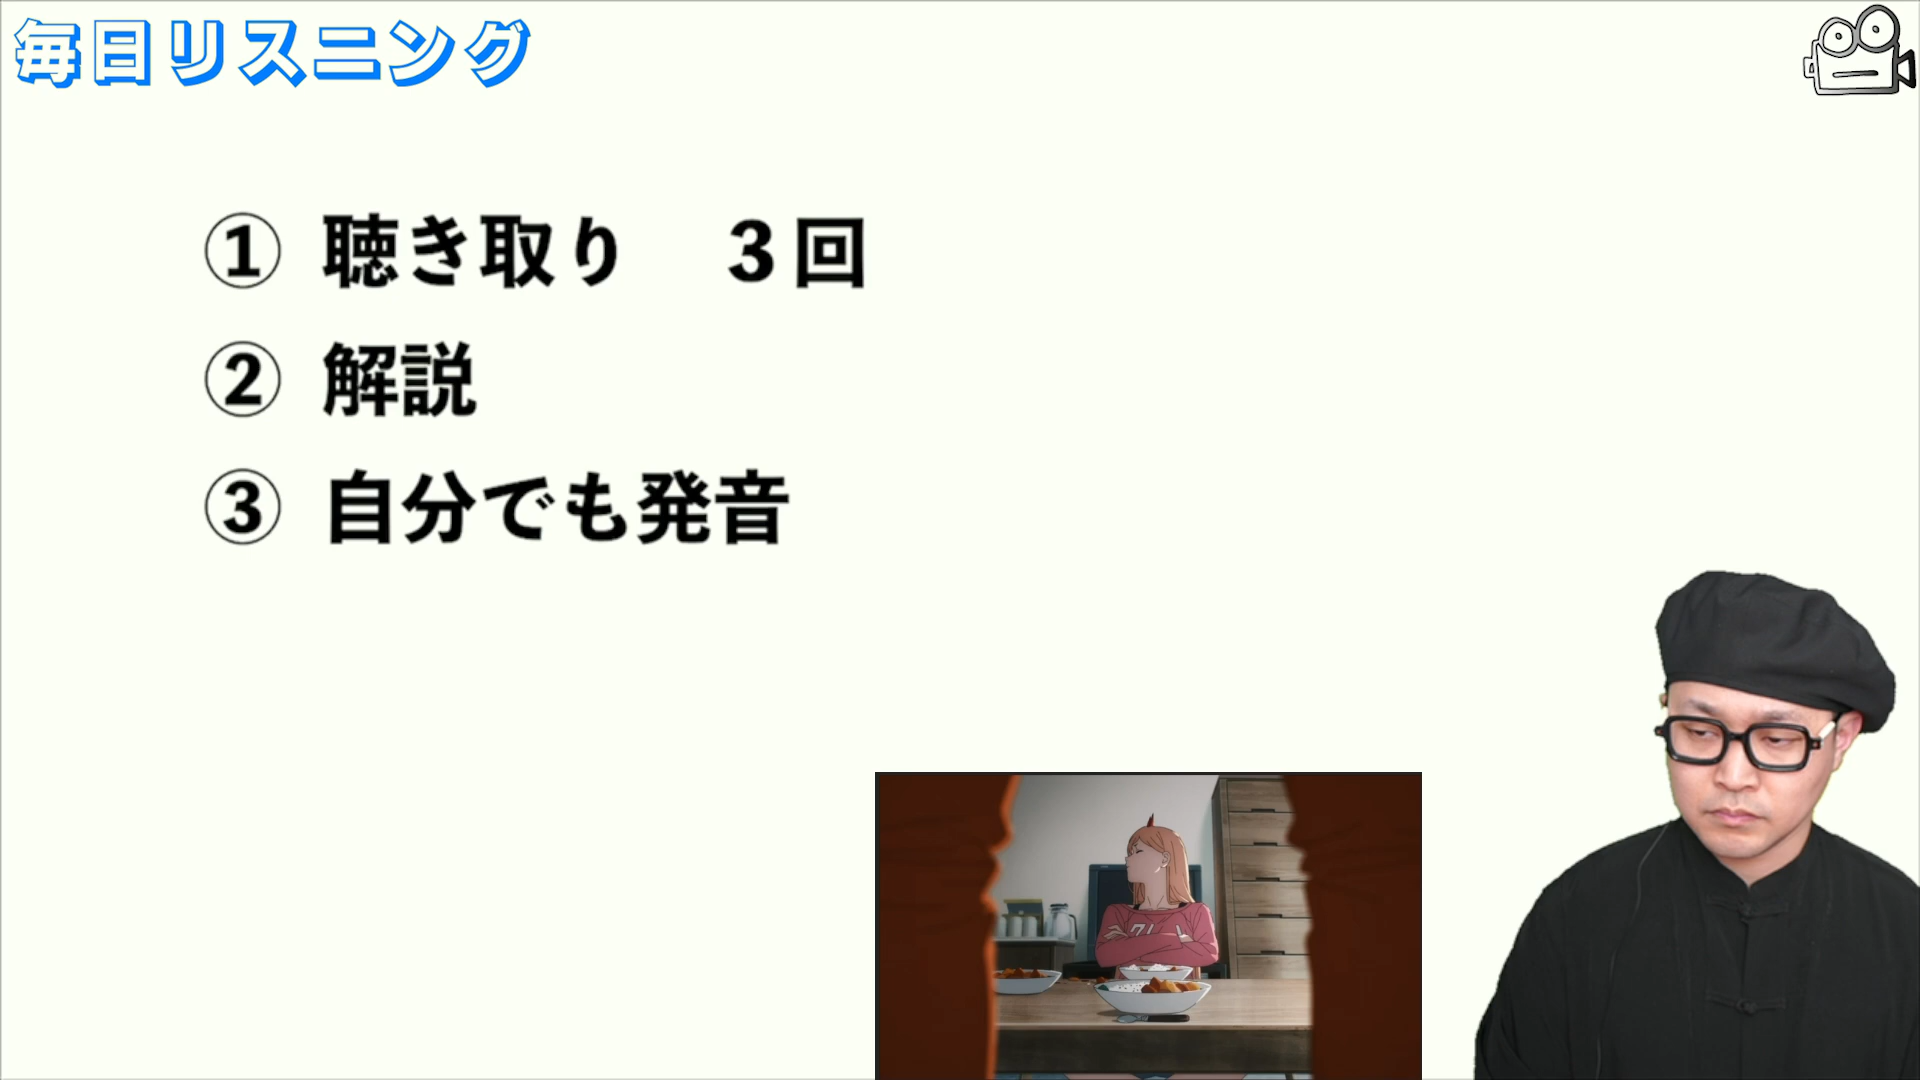 毎日リスニング
① 聴き取り　３回
② 解説
③ 自分でも発音